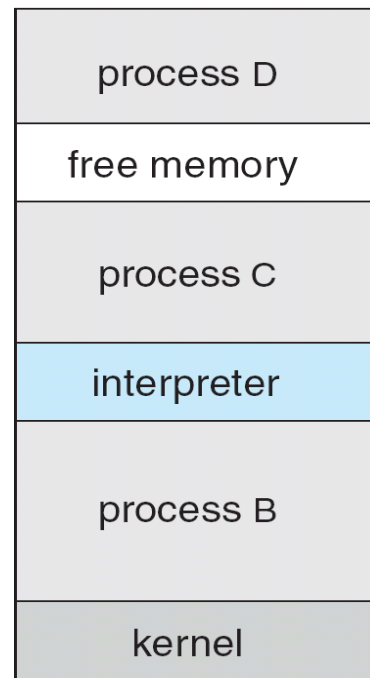 process D
free memory
process C
interpreter
process B
kernel